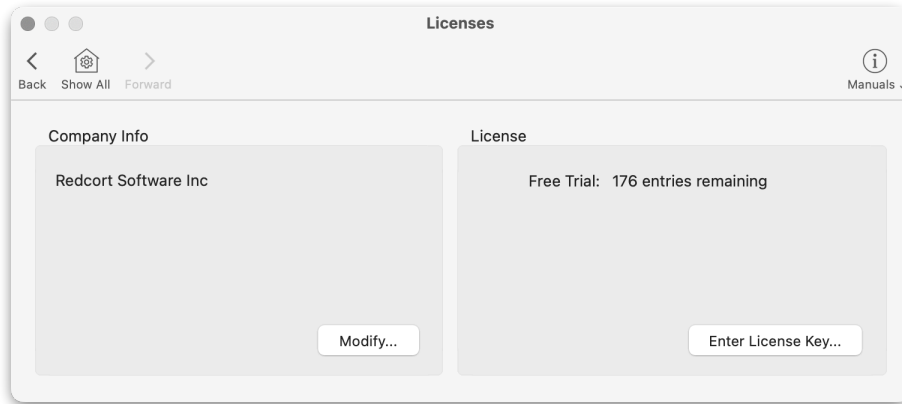 Licenses
Back Show All Forward Manuals
Company Info
Redcort Software Inc
Modify...
License
Free Trial: 176 entries remaining
Enter License Key...